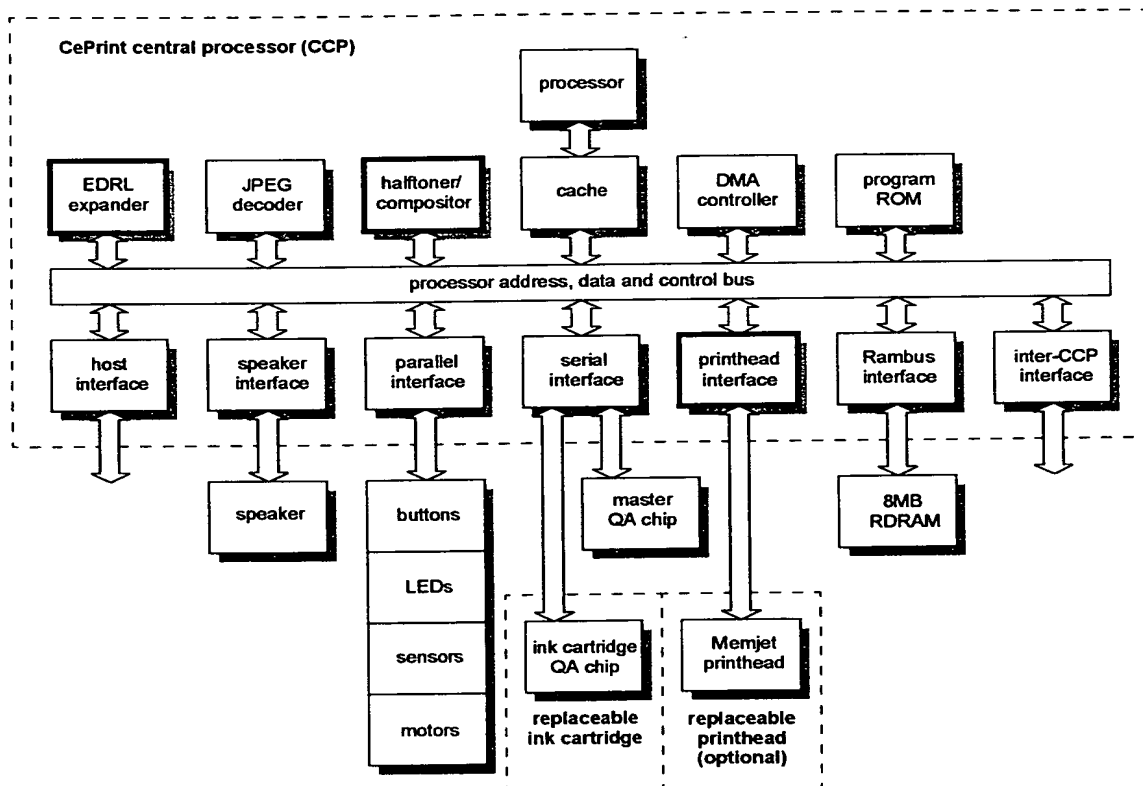 CePrint central processor (CCP)
processor
EDRL
expander
JPEG
decoder
halftoner/
compositor
cache
DMA
controller
program
ROM
processor address, data and control bus
host
interface
speaker
interface
parallel
interface
serial
interface
printhead
interface
Rambus
interface
inter-CCP
interface
speaker
buttons
master
QA chip
8MB
RDRAM
LEDs
sensors
motors
ink cartridge
QA chip
Memjet
printhead
replaceable
ink cartridge
replaceable
printhead
(optional)